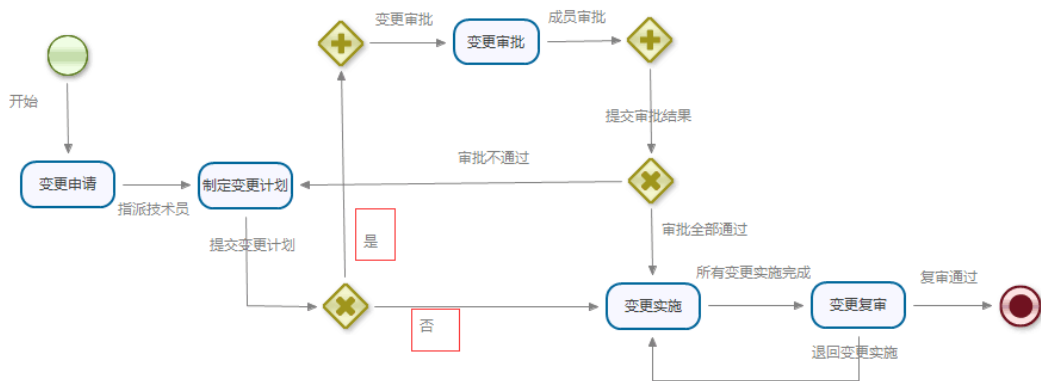 变更审批
变更审批
成员审批
开始
提交审批结果
审批不通过
变更申请
指派技术员
制定变更计划
提交变更计划
是
审批全部通过
否
变更实施
所有变更实施完成
变更复审
复审通过
退回变更实施